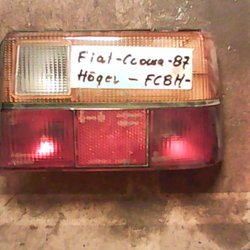 Fiat-Croma-87
Höger - FCBH-